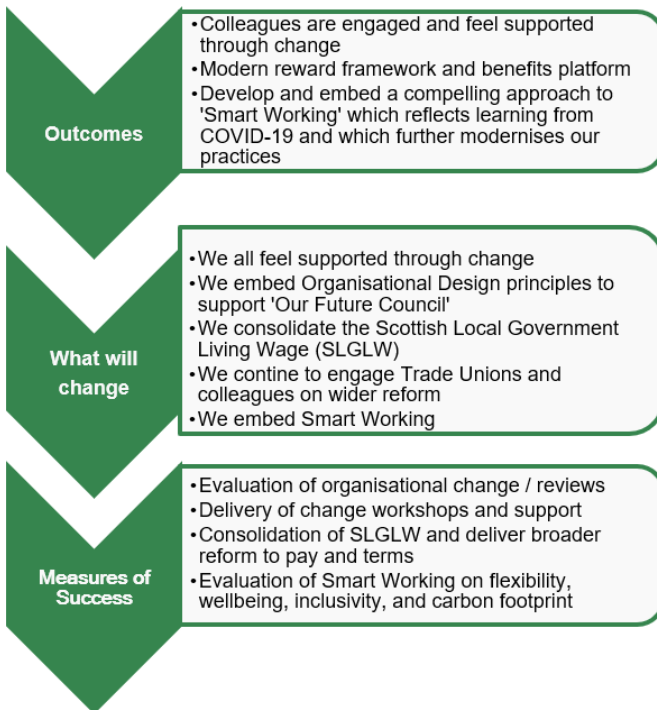 Outcomes
•Colleagues are engaged and feel supported
through change
•Modern reward framework and benefits platform
•Develop and embed a compelling approach to
'Smart Working' which reflects learning from
COVID-19 and which further modernises our
practices
What will
change
•We all feel supported through change
•We embed Organisational Design principles to
support 'Our Future Council'
•We consolidate the Scottish Local Government
Living Wage (SLGLW)
•We contine to engage Trade Unions and
colleagues on wider reform
•We embed Smart Working
Measures of
Success
•Evaluation of organisational change / reviews
•Delivery of change workshops and support
•Consolidation of SLGLW and deliver broader
reform to pay and terms
•Evaluation of Smart Working on flexibility,
wellbeing, inclusivity, and carbon footprint